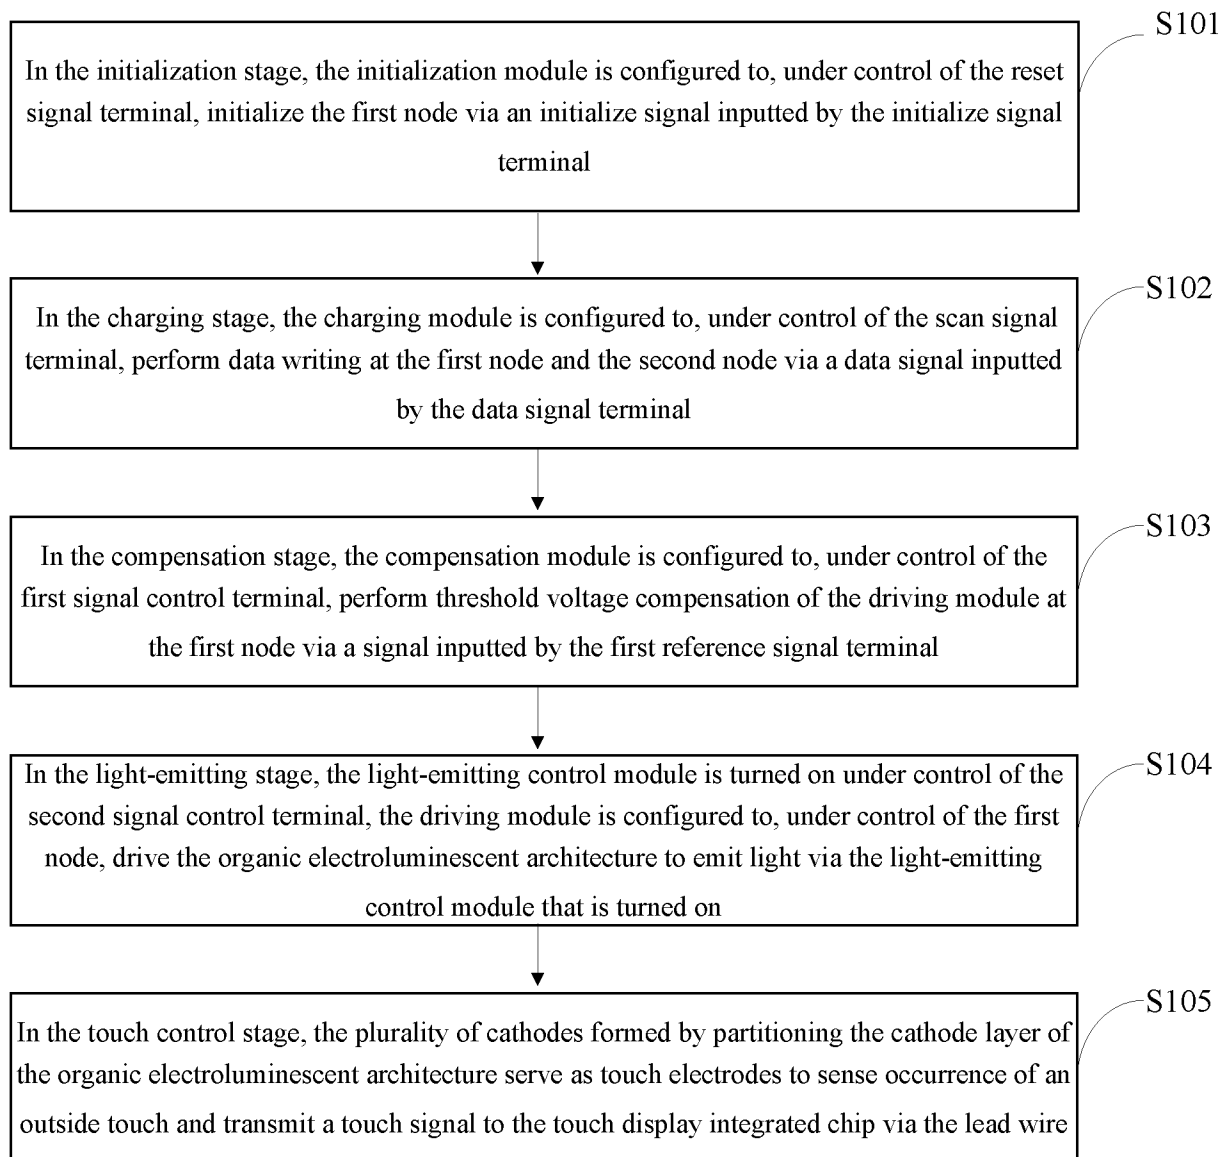 S101
In the initialization stage, the initialization module is configured to, under control of the reset
signal terminal, initialize the first node via an initialize signal inputted by the initialize signal
terminal
S102
In the charging stage, the charging module is configured to, under control of the scan signal
terminal, perform data writing at the first node and the second node via a data signal inputted
by the data signal terminal
S103
In the compensation stage, the compensation module is configured to, under control of the
first signal control terminal, perform threshold voltage compensation of the driving module at
the first node via a signal inputted by the first reference signal terminal
S104
In the light-emitting stage, the light-emitting control module is turned on under control of the
second signal control terminal, the driving module is configured to, under control of the first
node, drive the organic electroluminescent architecture to emit light via the light-emitting
control module that is turned on
S105
In the touch control stage, the plurality of cathodes formed by partitioning the cathode layer of
the organic electroluminescent architecture serve as touch electrodes to sense occurrence of an
outside touch and transmit a touch signal to the touch display integrated chip via the lead wire